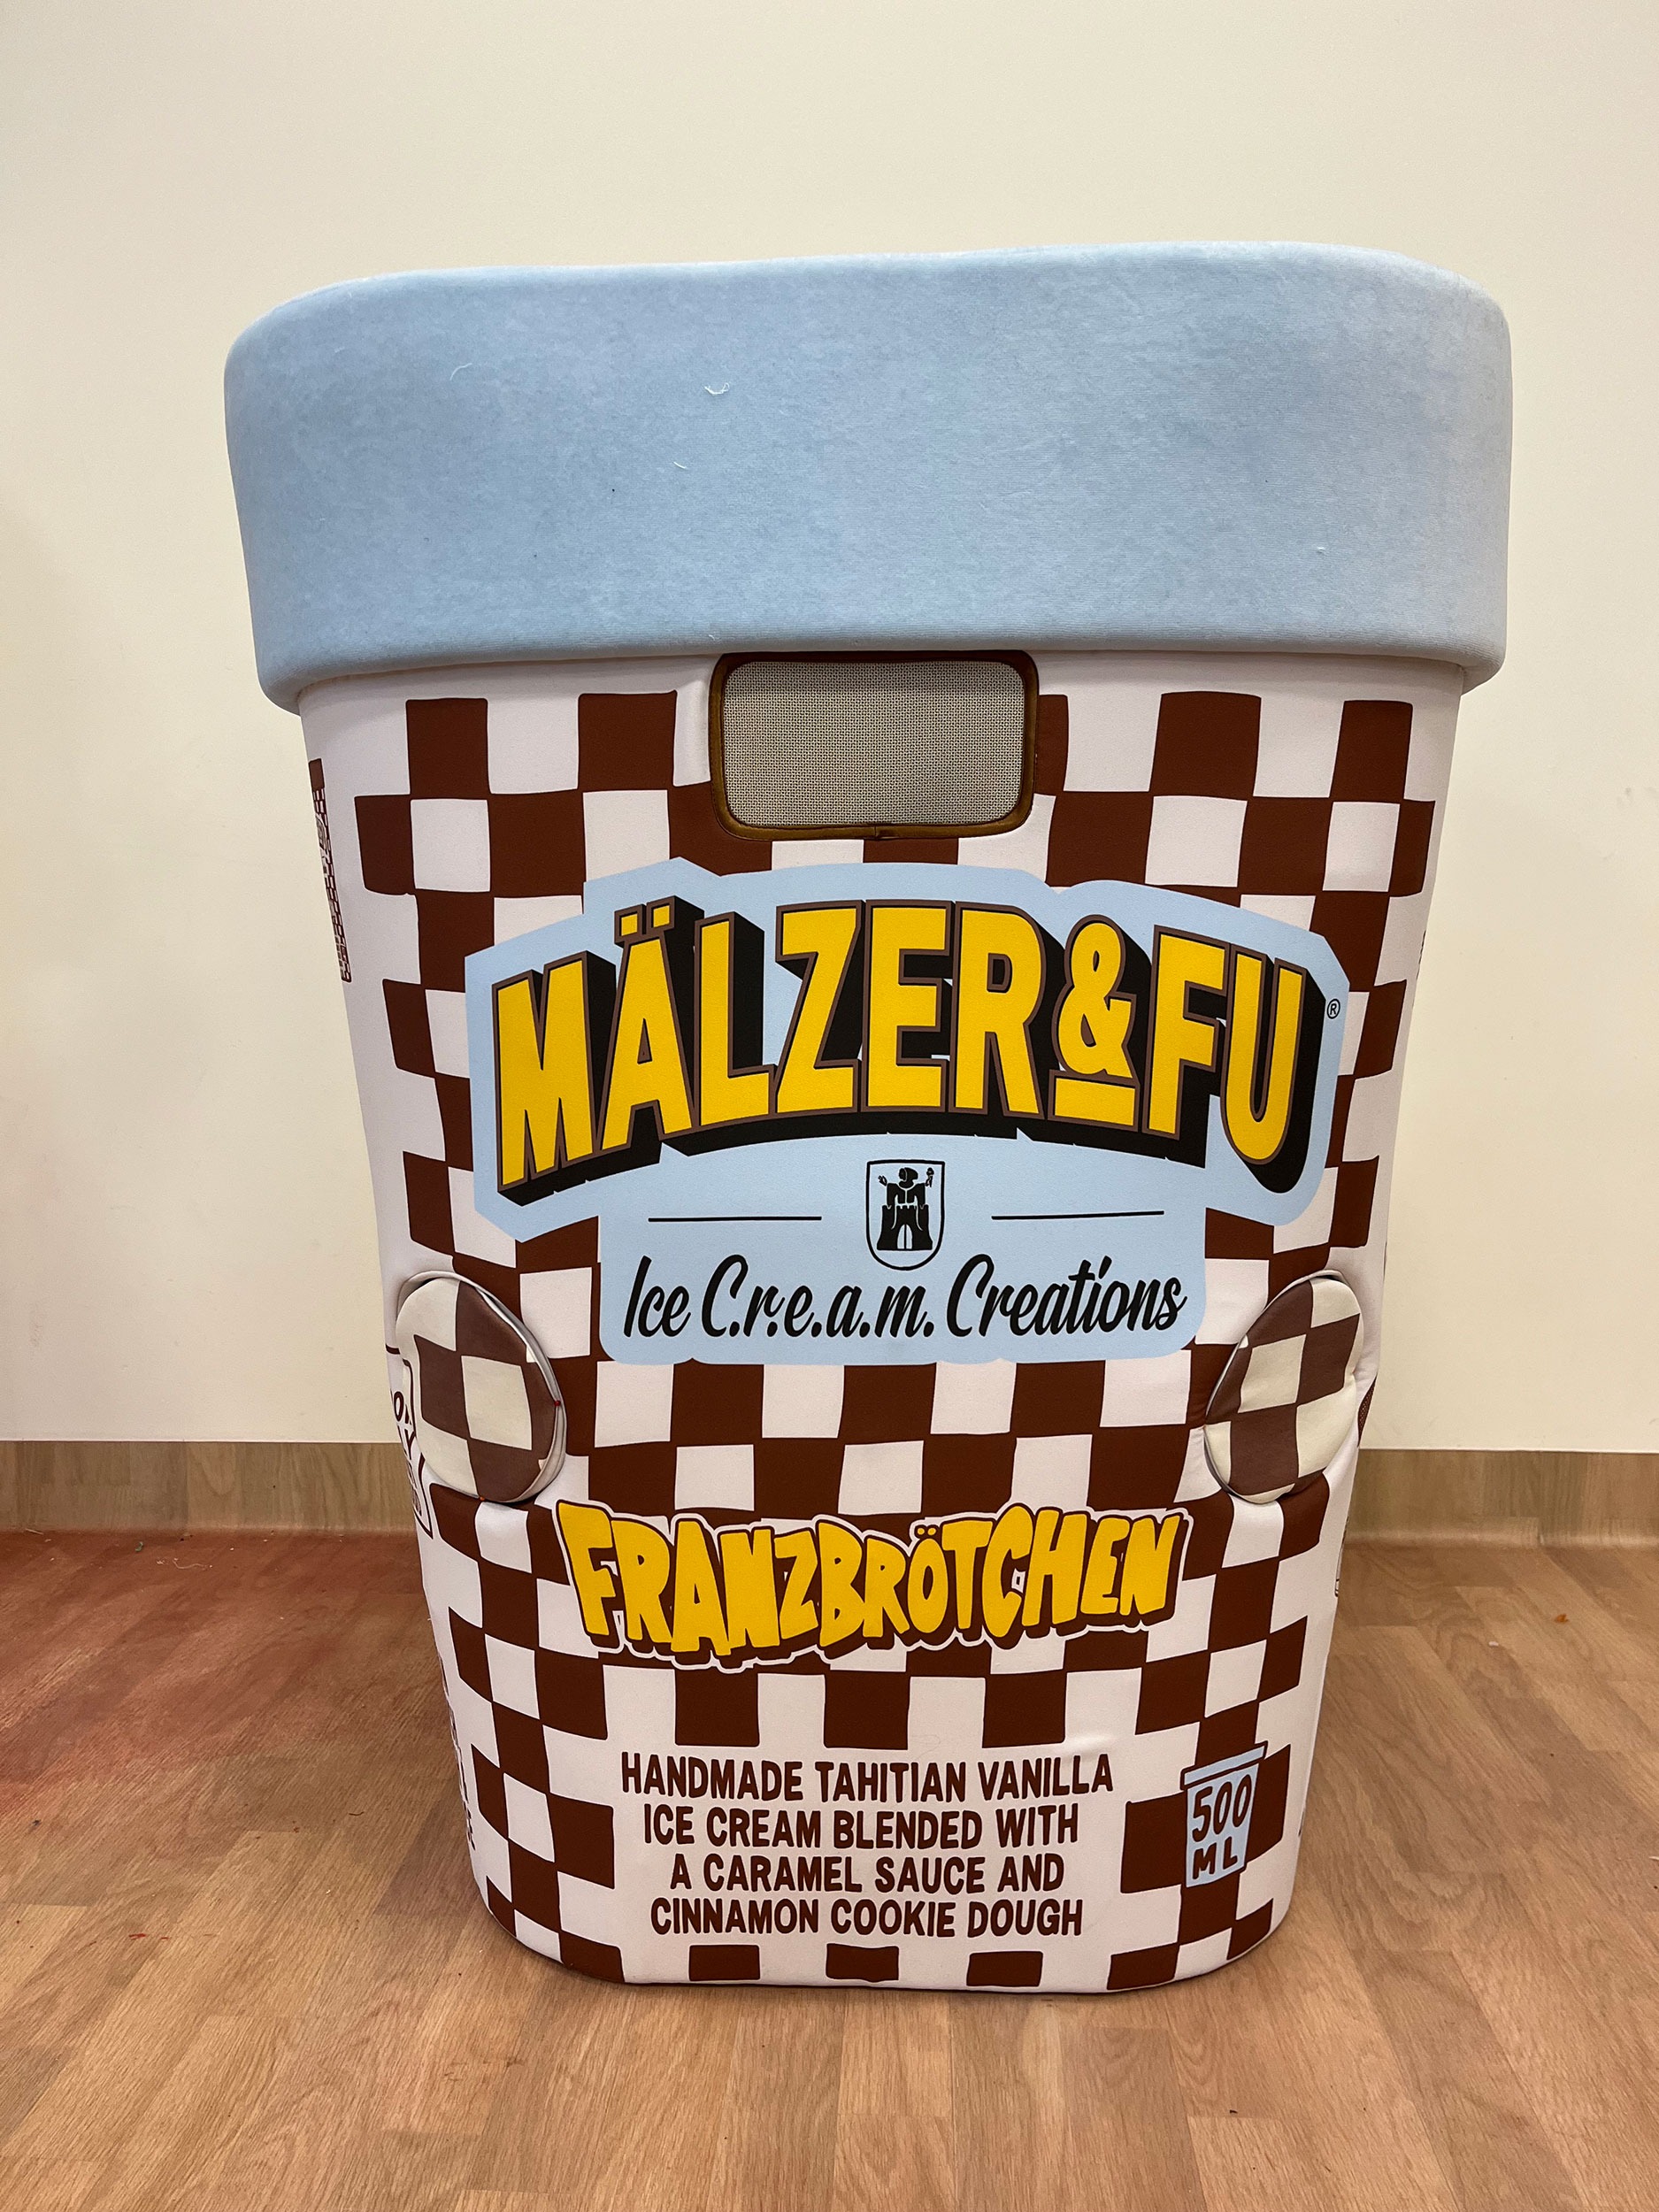 MÄLZER&FU®
Ice C.r.e.a.m. Creations
FRANZBRÖTCHEN
HANDMADE TAHITIAN VANILLA
ICE CREAM BLENDED WITH
A CARAMEL SAUCE AND
CINNAMON COOKIE DOUGH
500
ML